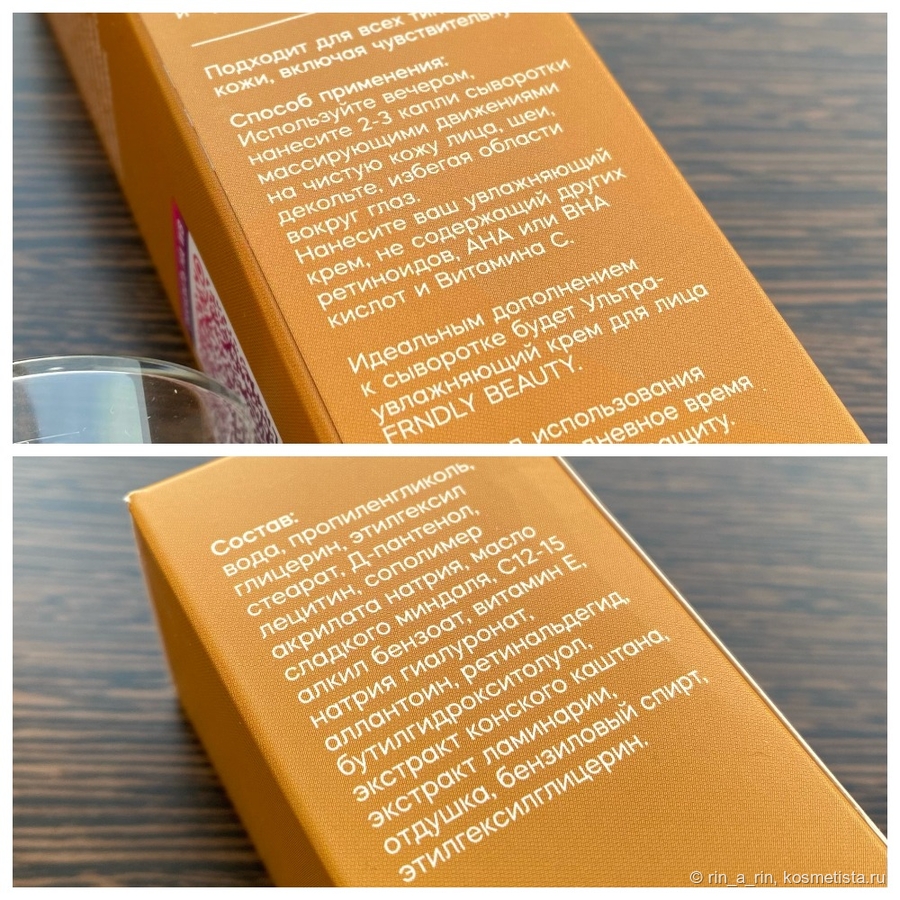 Подходит для всех
кожи, включая
Способ применения:
Используйте вечером,
нанесите 2-3 капли сыворотки
массирующими движениями
на чистую кожу лица, шеи,
декольте, избегая области
вокруг глаз.
Нанесите ваш увлажняющий
крем, не содержащий других
ретиноидов, AHA или BHA
кислот и Витамина С.
Идеальным дополнением
к сыворотке будет Ультра-
увлажняющий крем для лица
FRNDLY BEAUTY.
использования
время
Состав:
вода, пропиленгликоль,
глицерин, этилгексил
стеарат, Д-пантенол,
лецитин, сополимер
акрилата натрия, масло
сладкого миндаля, C12-15
алкил бензоат, витамин Е,
натрия гиалуронат,
аллантоин, ретинальдегид,
бутилгидрокситолуол,
экстракт конского каштана,
экстракт ламинарии,
отдушка, бензиловый спирт,
этилгексилглицерин.
© rin_a_rin, kosmetista.ru